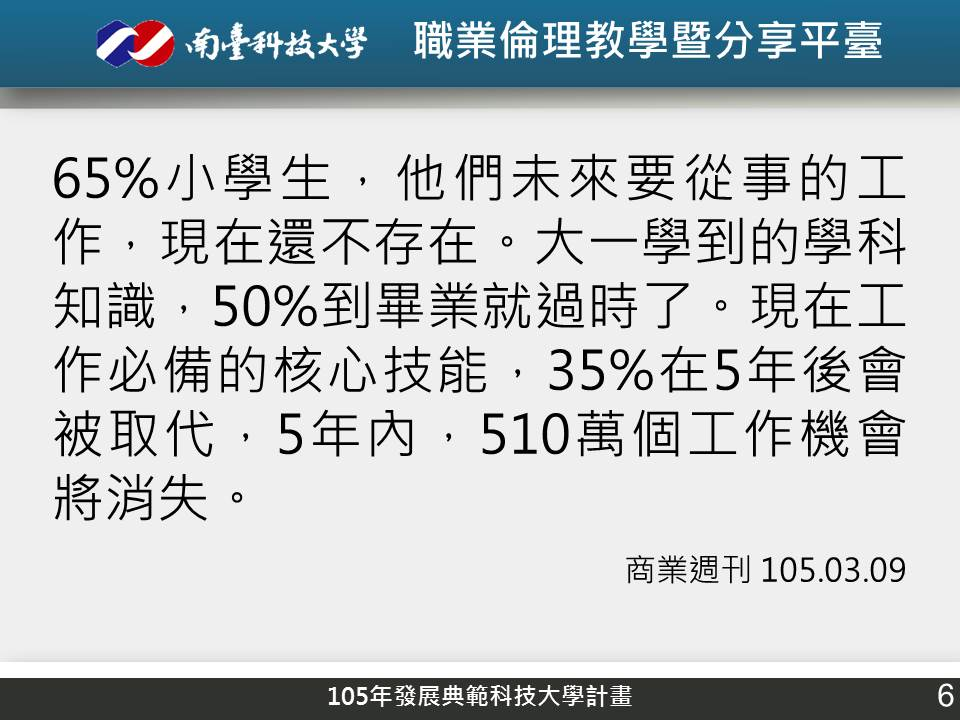 南臺科技大學 職業倫理教學暨分享平臺
65%小學生，他們未來要從事的工
作，現在還不存在。大一學到的學科
知識，50%到畢業就過時了。現在工
作必備的核心技能，35%在5年後會
被取代，5年內，510萬個工作機會
將消失。
商業週刊 105.03.09
105年發展典範科技大學計畫
6